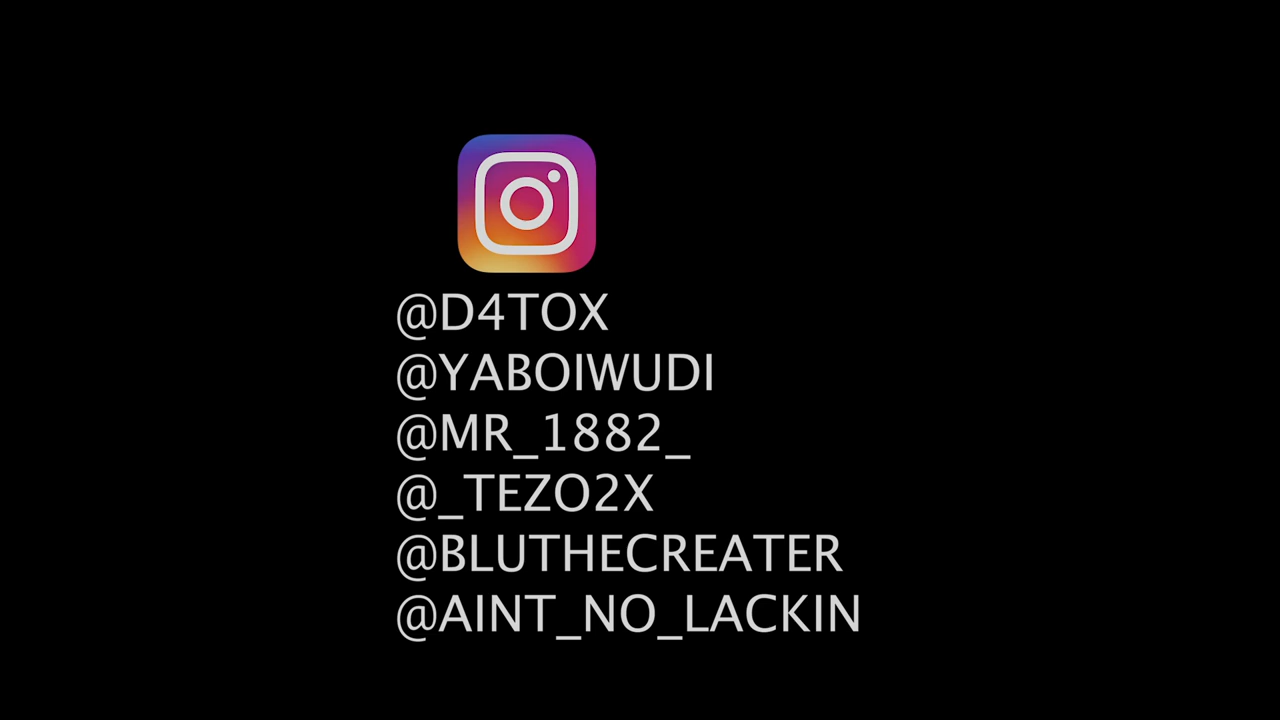 @D4TOX
@YABOIWUDI
@MR_1882_
@_TEZO2X
@BLUTHECREATER
@AINT_NO_LACKIN